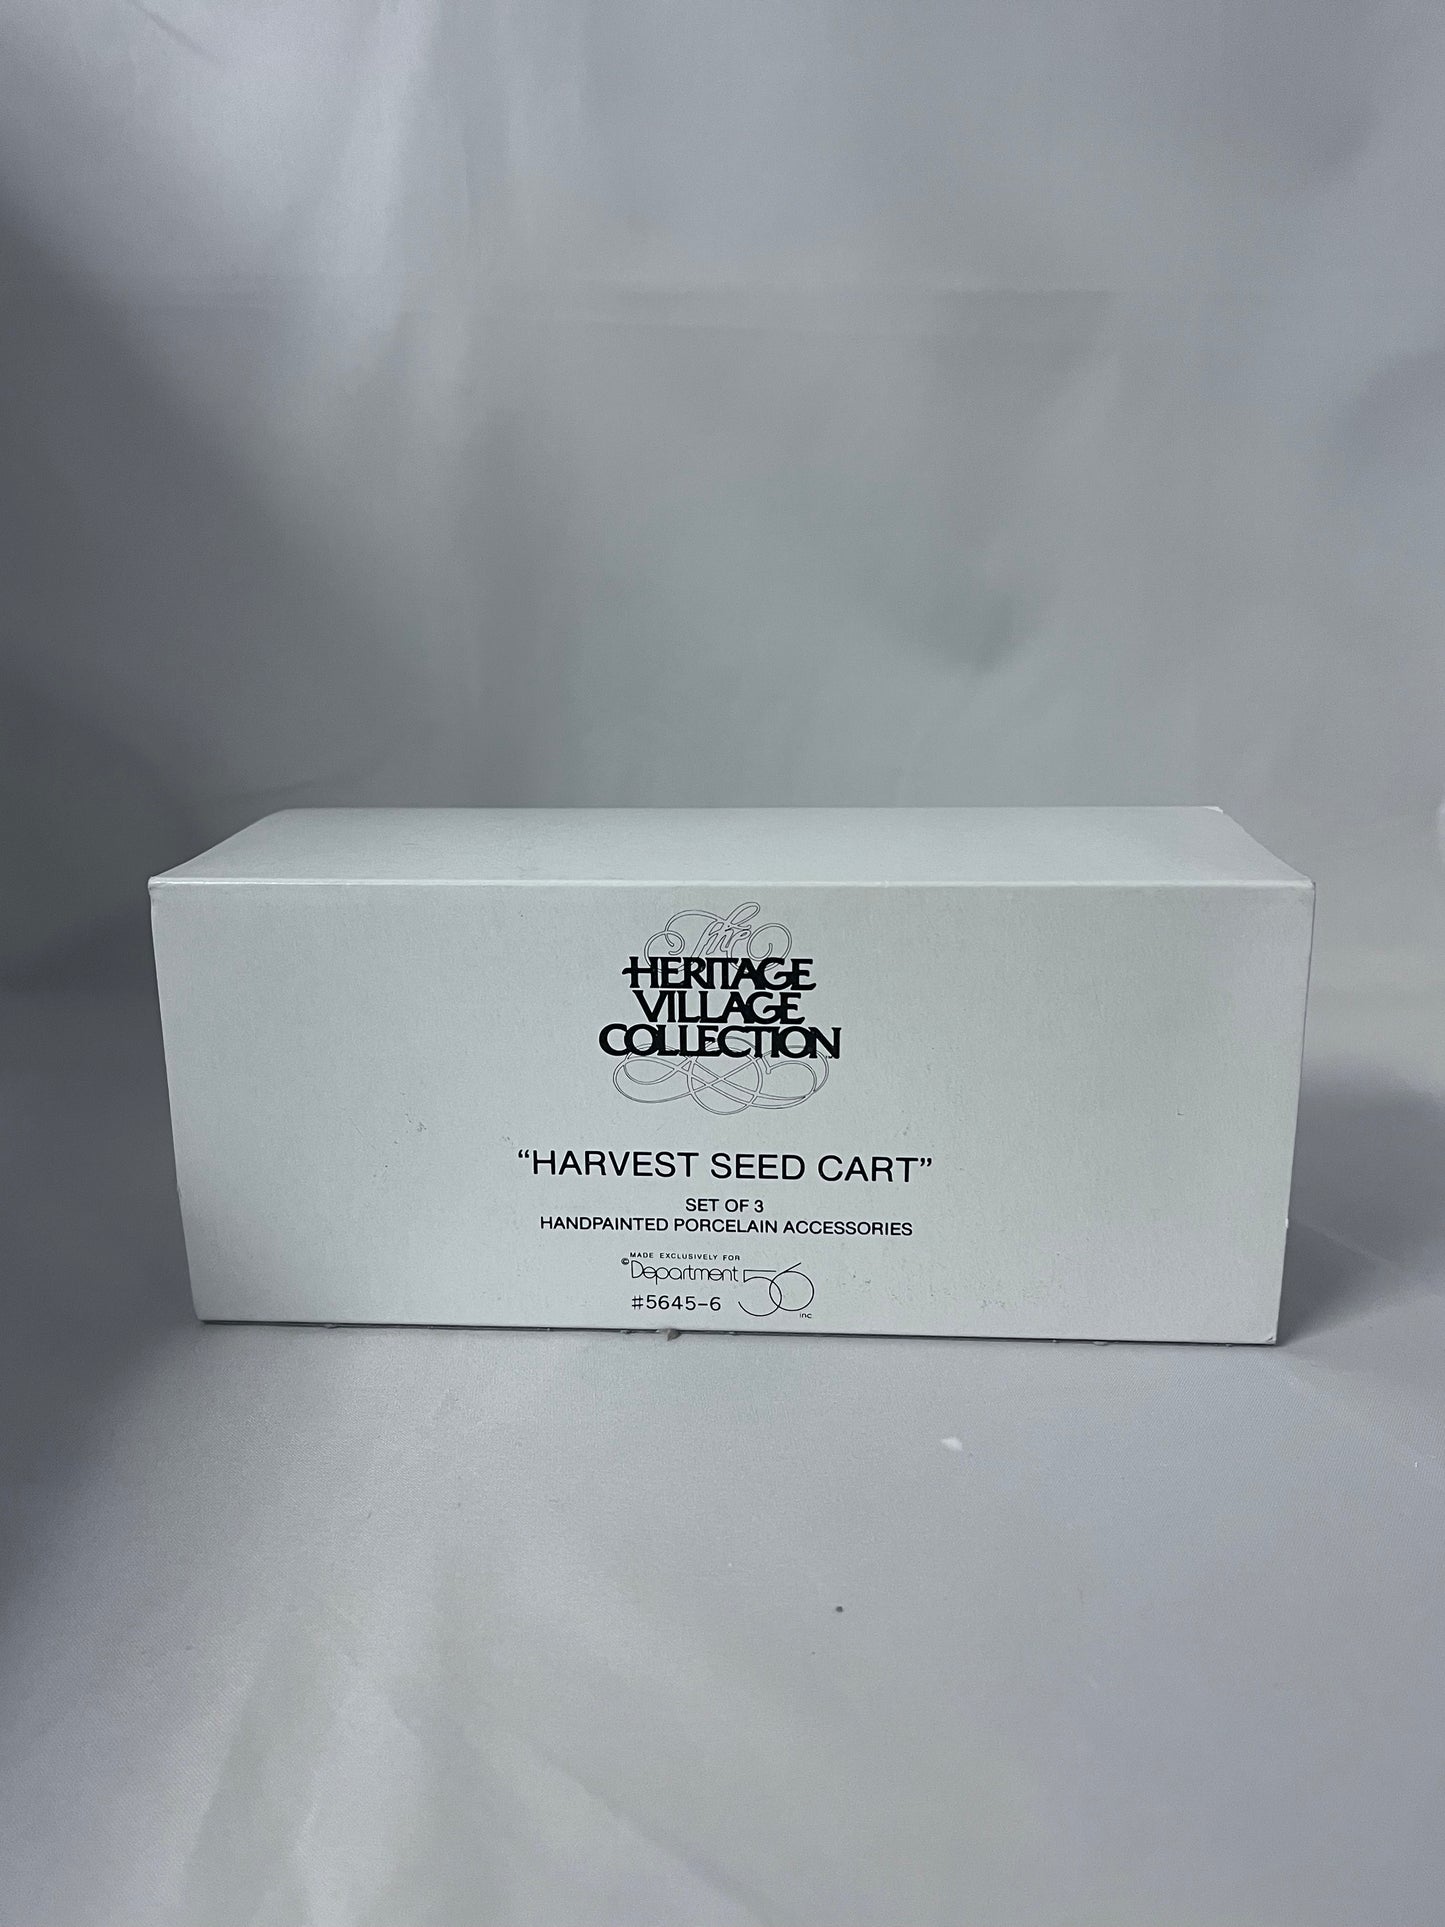 The
HERITAGE
VILLAGE
COLLECTION
“HARVEST SEED CART”
SET OF 3
HANDPAINTED PORCELAIN ACCESSORIES
MADE EXCLUSIVELY FOR
©Department 56 inc.
#5645-6